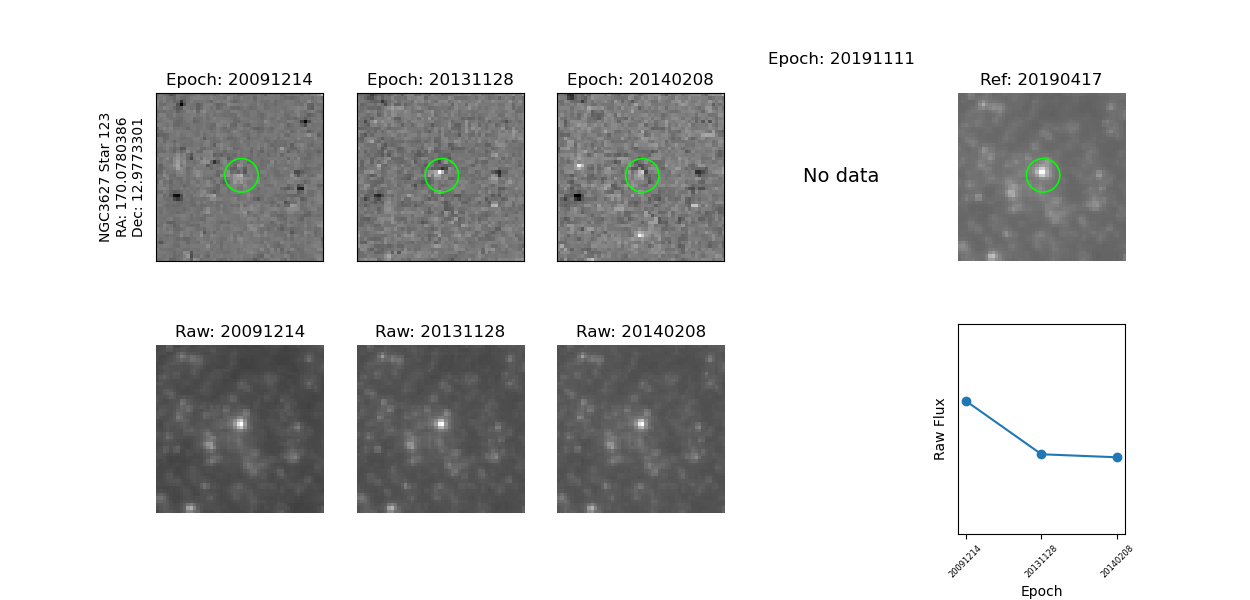 Epoch: 20091214
Epoch: 20131128
Epoch: 20140208
Epoch: 20191111
Ref: 20190417
NGC3627 Star 123
RA: 170.0780386
Dec: 12.9773301
No data
Raw: 20091214
Raw: 20131128
Raw: 20140208
Raw Flux
20091214
20131128
20140208
Epoch